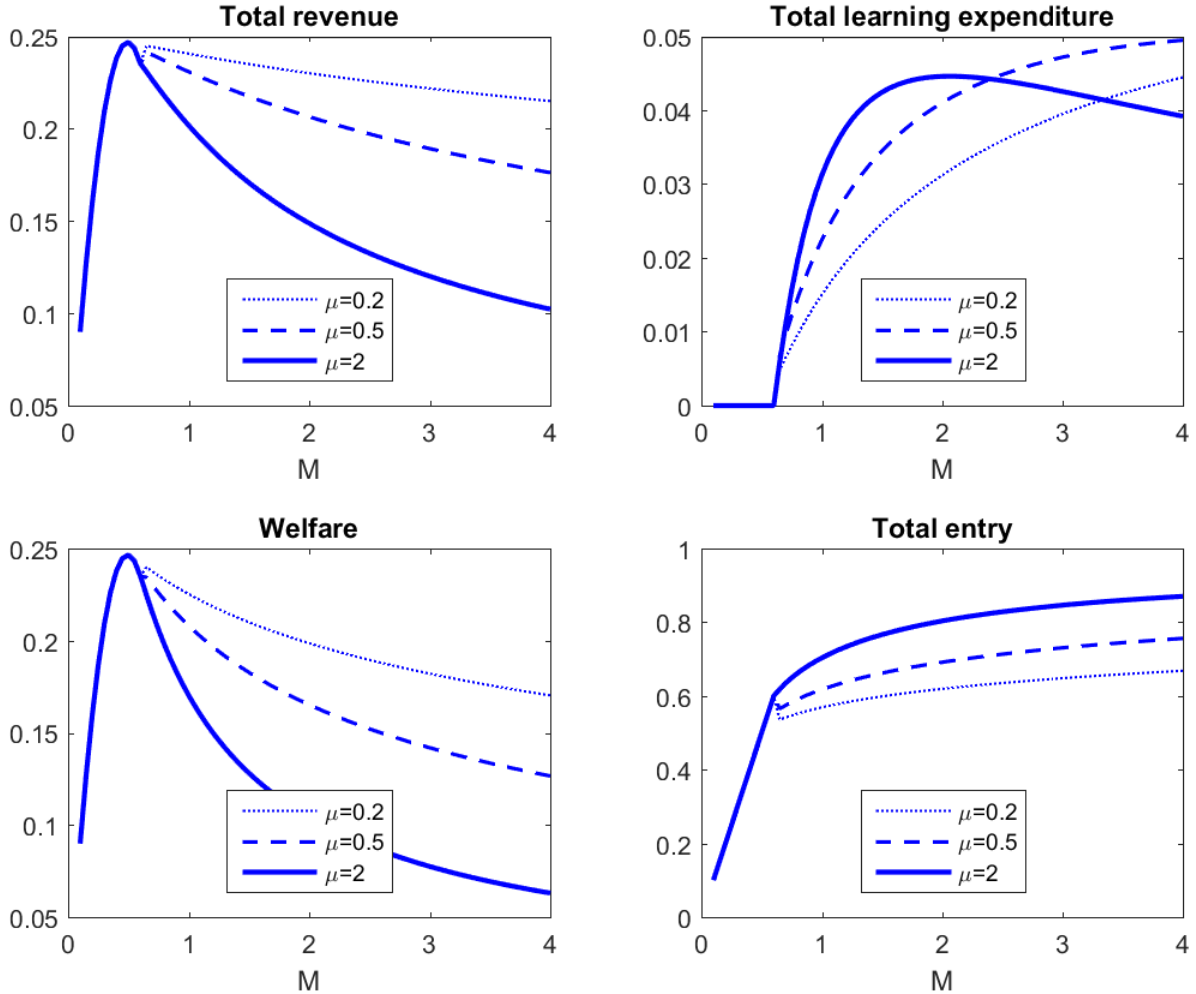 Total revenue
0.25
0.2
0.15
0.1
0.05
0 1 2 3 4
M
μ=0.2
μ=0.5
μ=2
Total learning expenditure
0.05
0.04
0.03
0.02
0.01
0
0 1 2 3 4
M
μ=0.2
μ=0.5
μ=2
Welfare
0.25
0.2
0.15
0.1
0.05
0 1 2 3 4
M
μ=0.2
μ=0.5
μ=2
Total entry
1
0.8
0.6
0.4
0.2
0
0 1 2 3 4
M
μ=0.2
μ=0.5
μ=2